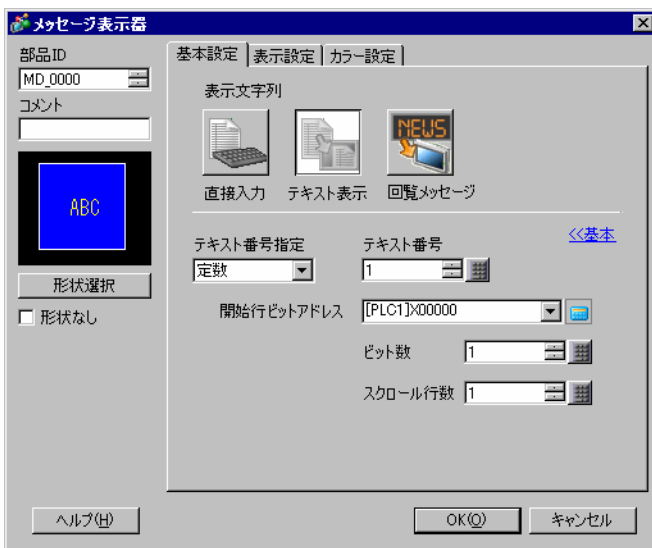 メッセージ表示器
部品ID
MD_0000
コメント
ABC
形状選択
形状なし
基本設定
表示設定
カラー設定
表示文字列
NEWS
直接入力
テキスト表示
回覧メッセージ
<<基本
テキスト番号指定
テキスト番号
定数
1
開始行ビットアドレス
[PLC1]X00000
ビット数
1
スクロール行数
1
ヘルプ(H)
OK(O)
キャンセル